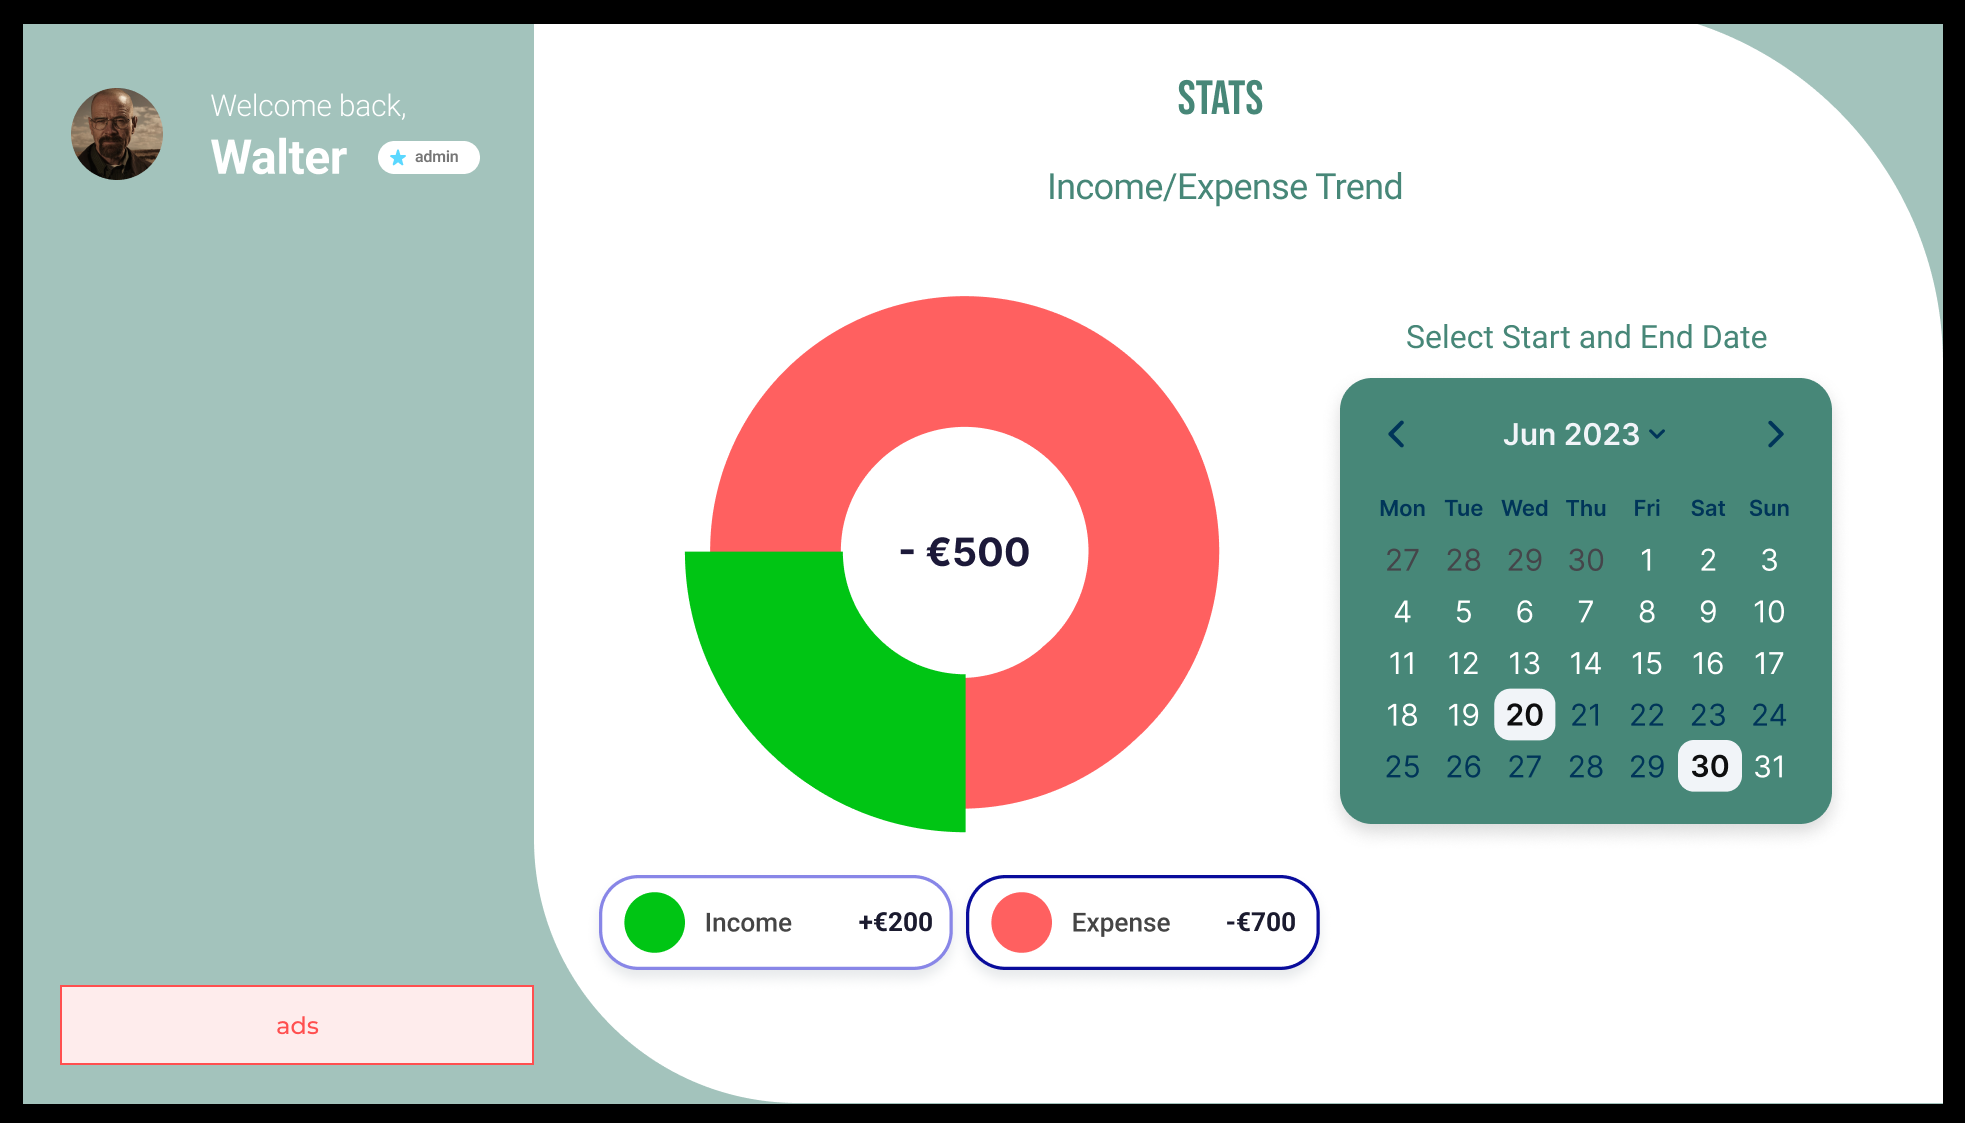 Welcome back,
Walter
admin
ads
STATS
Income/Expense Trend
- €500
Income +€200
Expense -€700
Select Start and End Date
Jun 2023
Mon Tue Wed Thu Fri Sat Sun
27 28 29 30 1 2 3
4 5 6 7 8 9 10
11 12 13 14 15 16 17
18 19 20 21 22 23 24
25 26 27 28 29 30 31